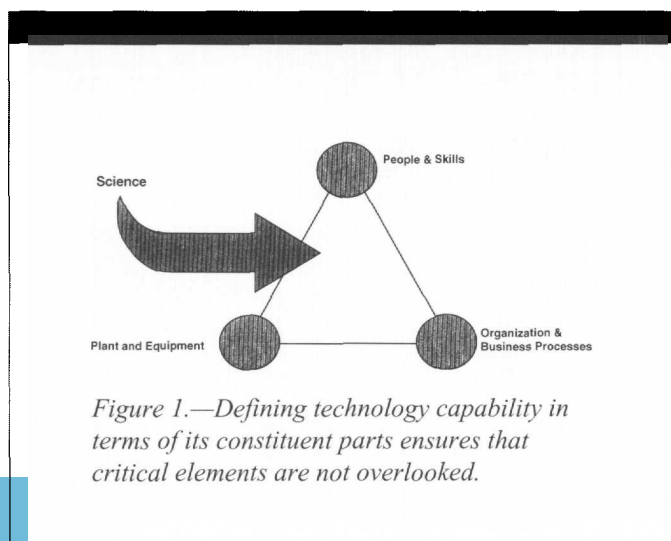 People & Skills
Science
Plant and Equipment
Organization &
Business Processes
Figure 1.—Defining technology capability in
terms of its constituent parts ensures that
critical elements are not overlooked.